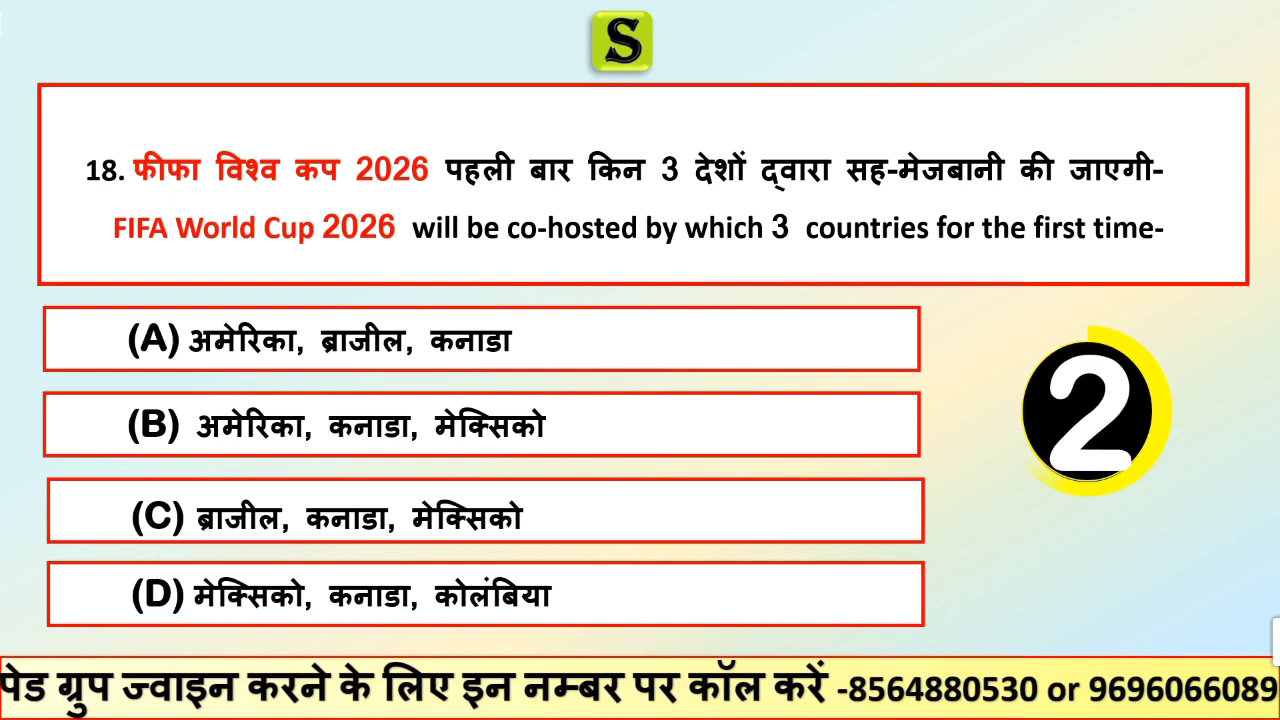 S
18. फीफा विश्व कप 2026 पहली बार किन 3 देशों द्वारा सह-मेजबानी की जाएगी-
FIFA World Cup 2026 will be co-hosted by which 3 countries for the first time-
(A) अमेरिका, ब्राजील, कनाडा
(B) अमेरिका, कनाडा, मेक्सिको
2
(C) ब्राजील, कनाडा, मेक्सिको
(D) मेक्सिको, कनाडा, कोलंबिया
पेड ग्रुप ज्वाइन करने के लिए इन नम्बर पर कॉल करें -8564880530 or 9696066089